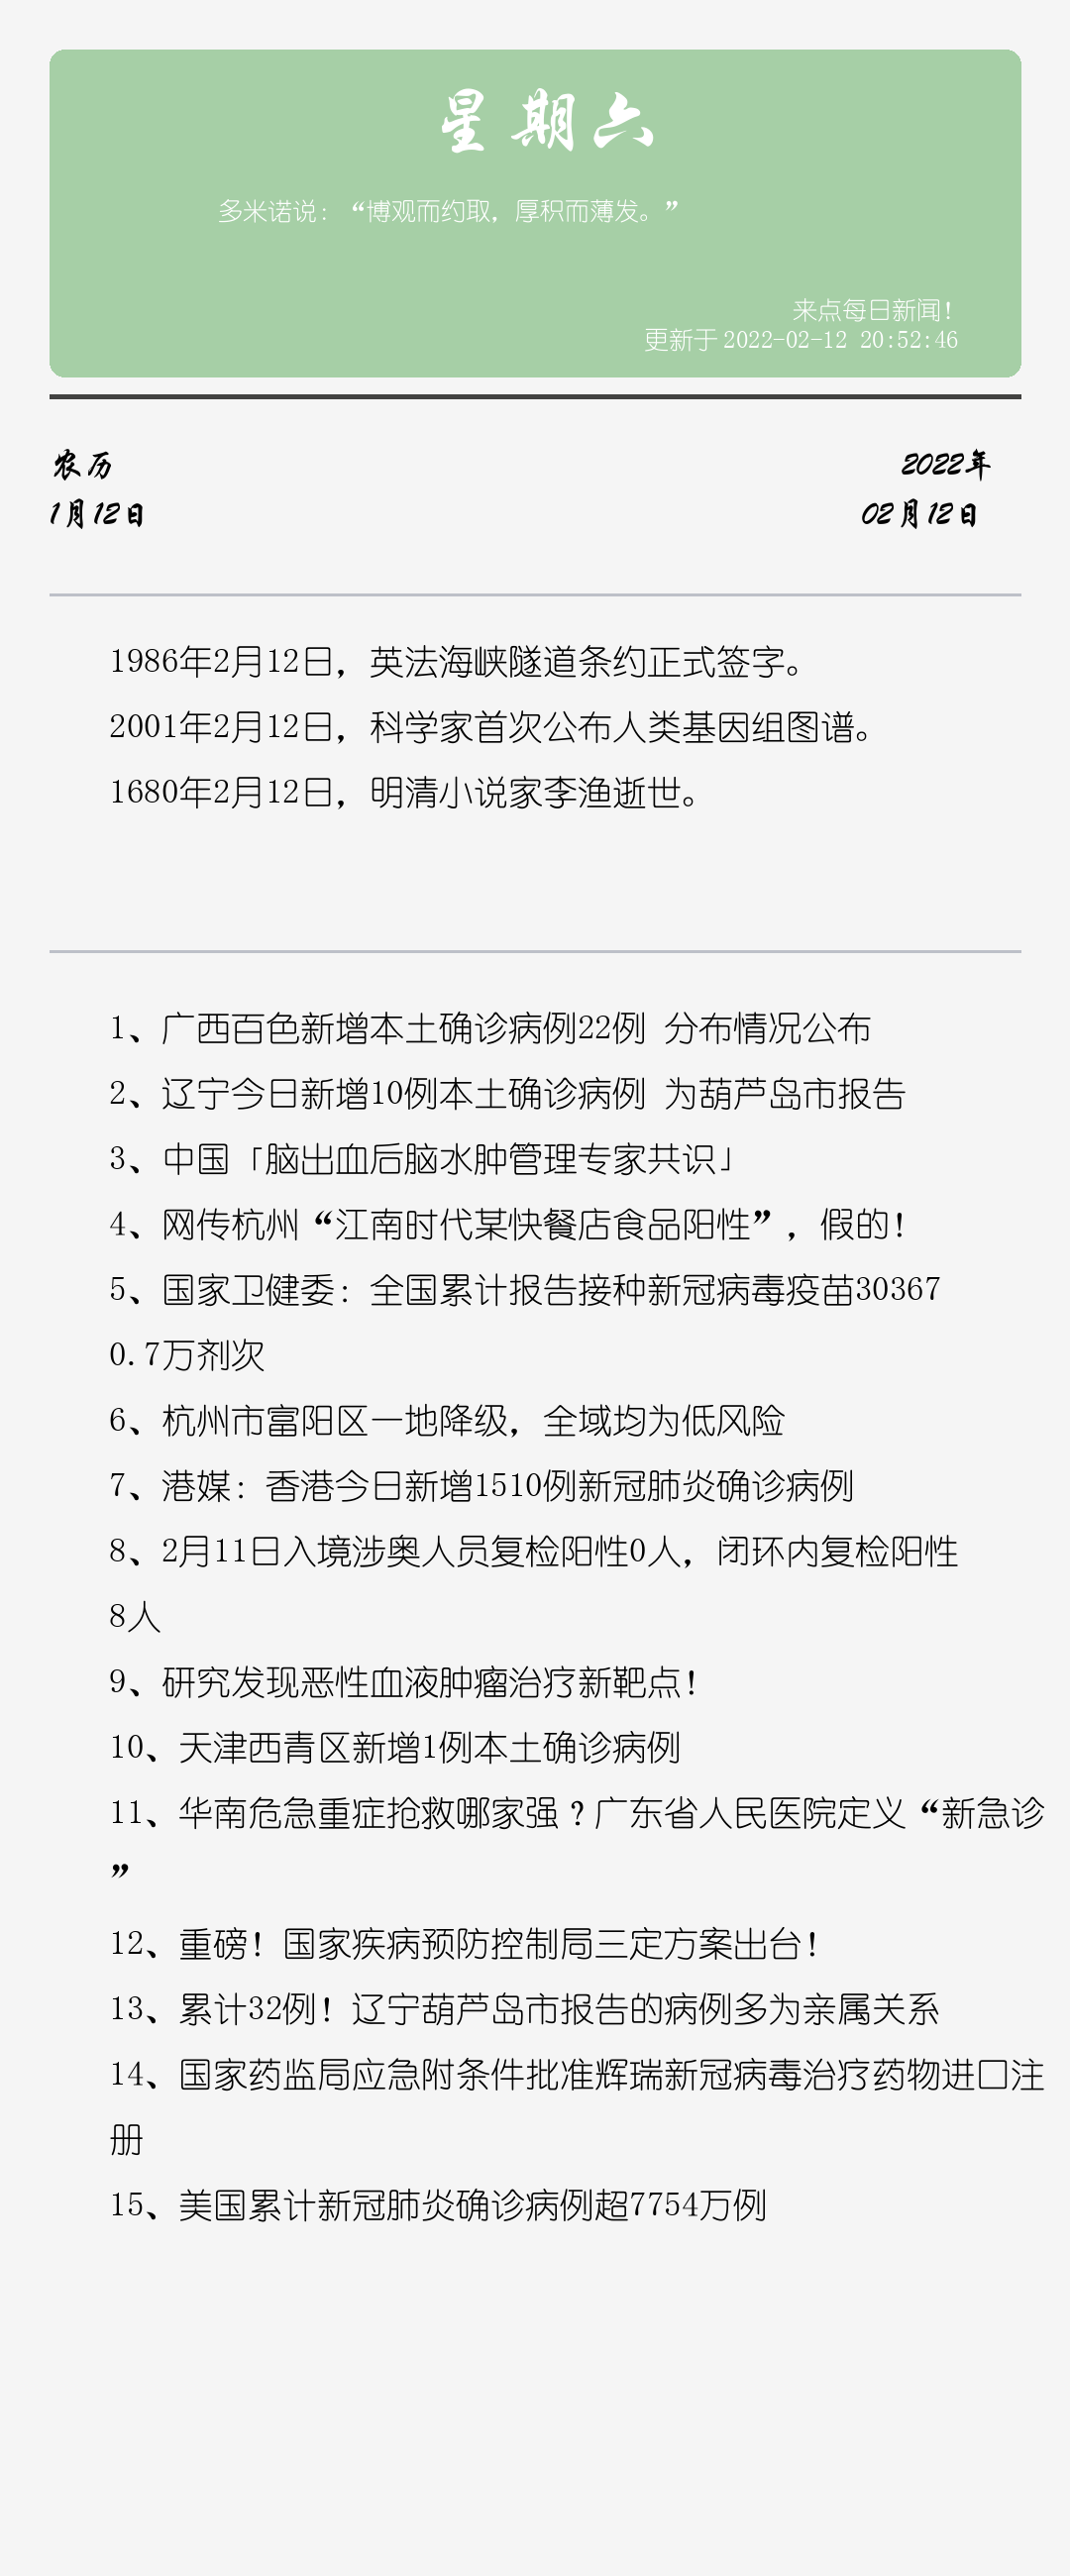 星期六
多米诺说：“博观而约取，厚积而薄发。”
来点每日新闻！
更新于2022-02-12 20:52:46
农历
1月12日
2022年
02月12日
1986年2月12日，英法海峡隧道条约正式签字。
2001年2月12日，科学家首次公布人类基因组图谱。
1680年2月12日，明清小说家李渔逝世。
1、广西百色新增本土确诊病例22例 分布情况公布
2、辽宁今日新增10例本土确诊病例 为葫芦岛市报告
3、中国「脑出血后脑水肿管理专家共识」
4、网传杭州“江南时代某快餐店食品阳性”，假的！
5、国家卫健委：全国累计报告接种新冠病毒疫苗30367
0.7万剂次
6、杭州市富阳区一地降级，全域均为低风险
7、港媒：香港今日新增1510例新冠肺炎确诊病例
8、2月11日入境涉奥人员复检阳性0人，闭环内复检阳性
8人
9、研究发现恶性血液肿瘤治疗新靶点！
10、天津西青区新增1例本土确诊病例
11、华南危急重症抢救哪家强？广东省人民医院定义“新急诊
”
12、重磅！国家疾病预防控制局三定方案出台！
13、累计32例！辽宁葫芦岛市报告的病例多为亲属关系
14、国家药监局应急附条件批准辉瑞新冠病毒治疗药物进口注
册
15、美国累计新冠肺炎确诊病例超7754万例